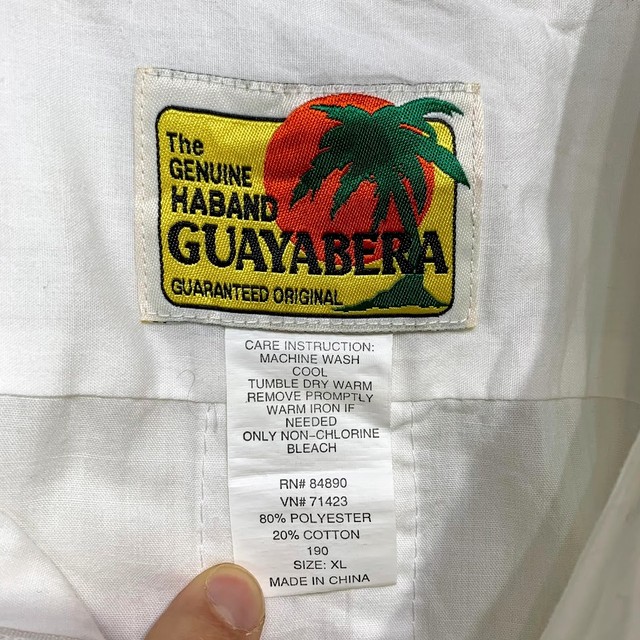 The
GENUINE
HABAND
GUAYABERA
GUARANTEED ORIGINAL
CARE INSTRUCTION:
MACHINE WASH
COOL
TUMBLE DRY WARM
REMOVE PROMPTLY
WARM IRON IF
NEEDED
ONLY NON-CHLORINE
BLEACH
RN# 84890
VN# 71423
80% POLYESTER
20% COTTON
190
SIZE: XL
MADE IN CHINA